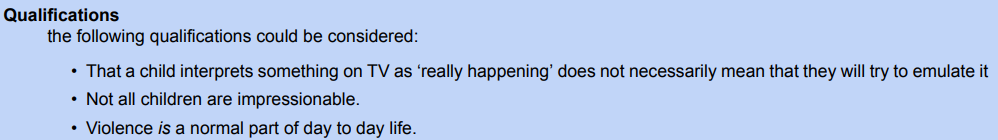 Qualifications
the following qualifications could be considered:
• That a child interprets something on TV as ‘really happening’ does not necessarily mean that they will try to emulate it
• Not all children are impressionable.
• Violence is a normal part of day to day life.